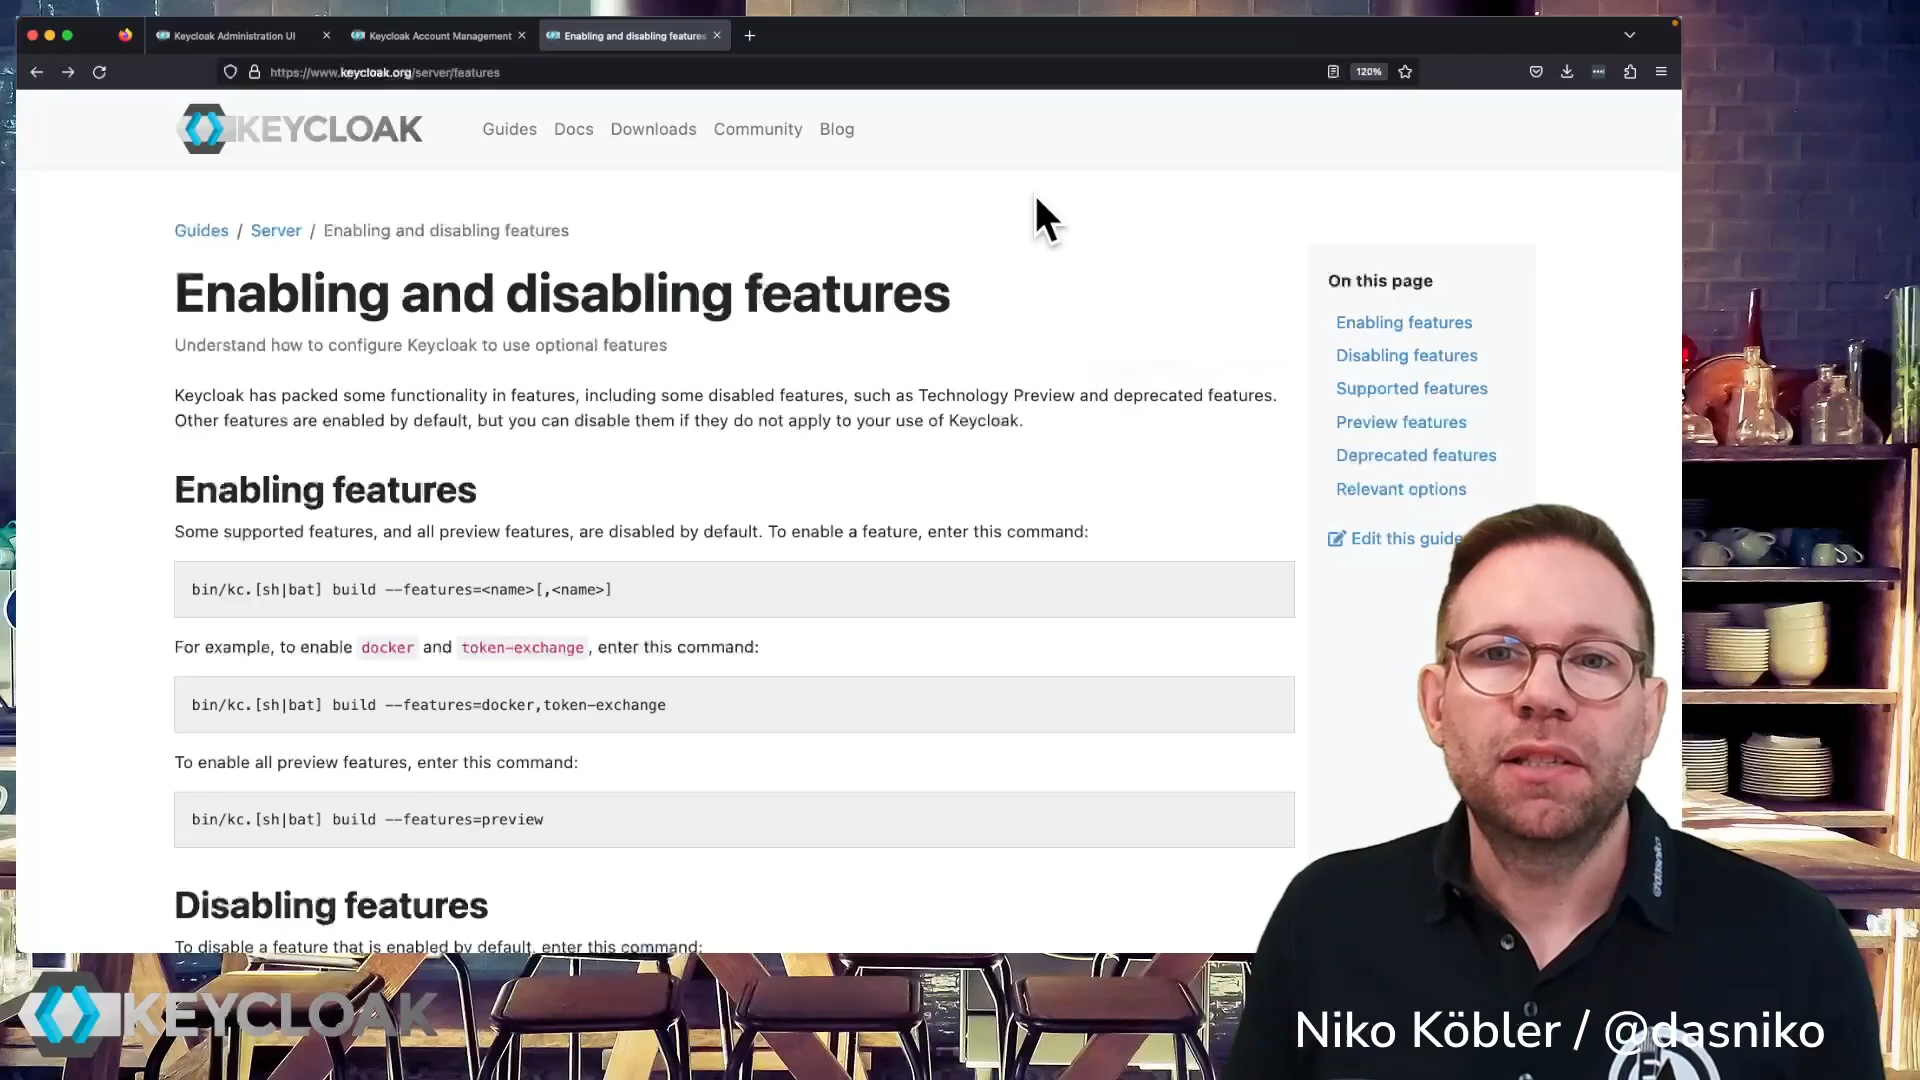 Keycloak Administration UI
Keycloak Account Management
Enabling and disabling features
https://www.keycloak.org/server/features
120%
KEYCLOAK
Guides Docs Downloads Community Blog
Guides / Server / Enabling and disabling features
Enabling and disabling features
Understand how to configure Keycloak to use optional features
Keycloak has packed some functionality in features, including some disabled features, such as Technology Preview and deprecated features.
Other features are enabled by default, but you can disable them if they do not apply to your use of Keycloak.
Enabling features
Some supported features, and all preview features, are disabled by default. To enable a feature, enter this command:
bin/kc.[sh|bat] build --features=<name>[,<name>]
For example, to enable docker and token-exchange, enter this command:
bin/kc.[sh|bat] build --features=docker,token-exchange
To enable all preview features, enter this command:
bin/kc.[sh|bat] build --features=preview
Disabling features
To disable a feature that is enabled by default, enter this command:
On this page
Enabling features
Disabling features
Supported features
Preview features
Deprecated features
Relevant options
Edit this guide
@dasniko
KEYCLOAK
Niko Köbler / @dasniko